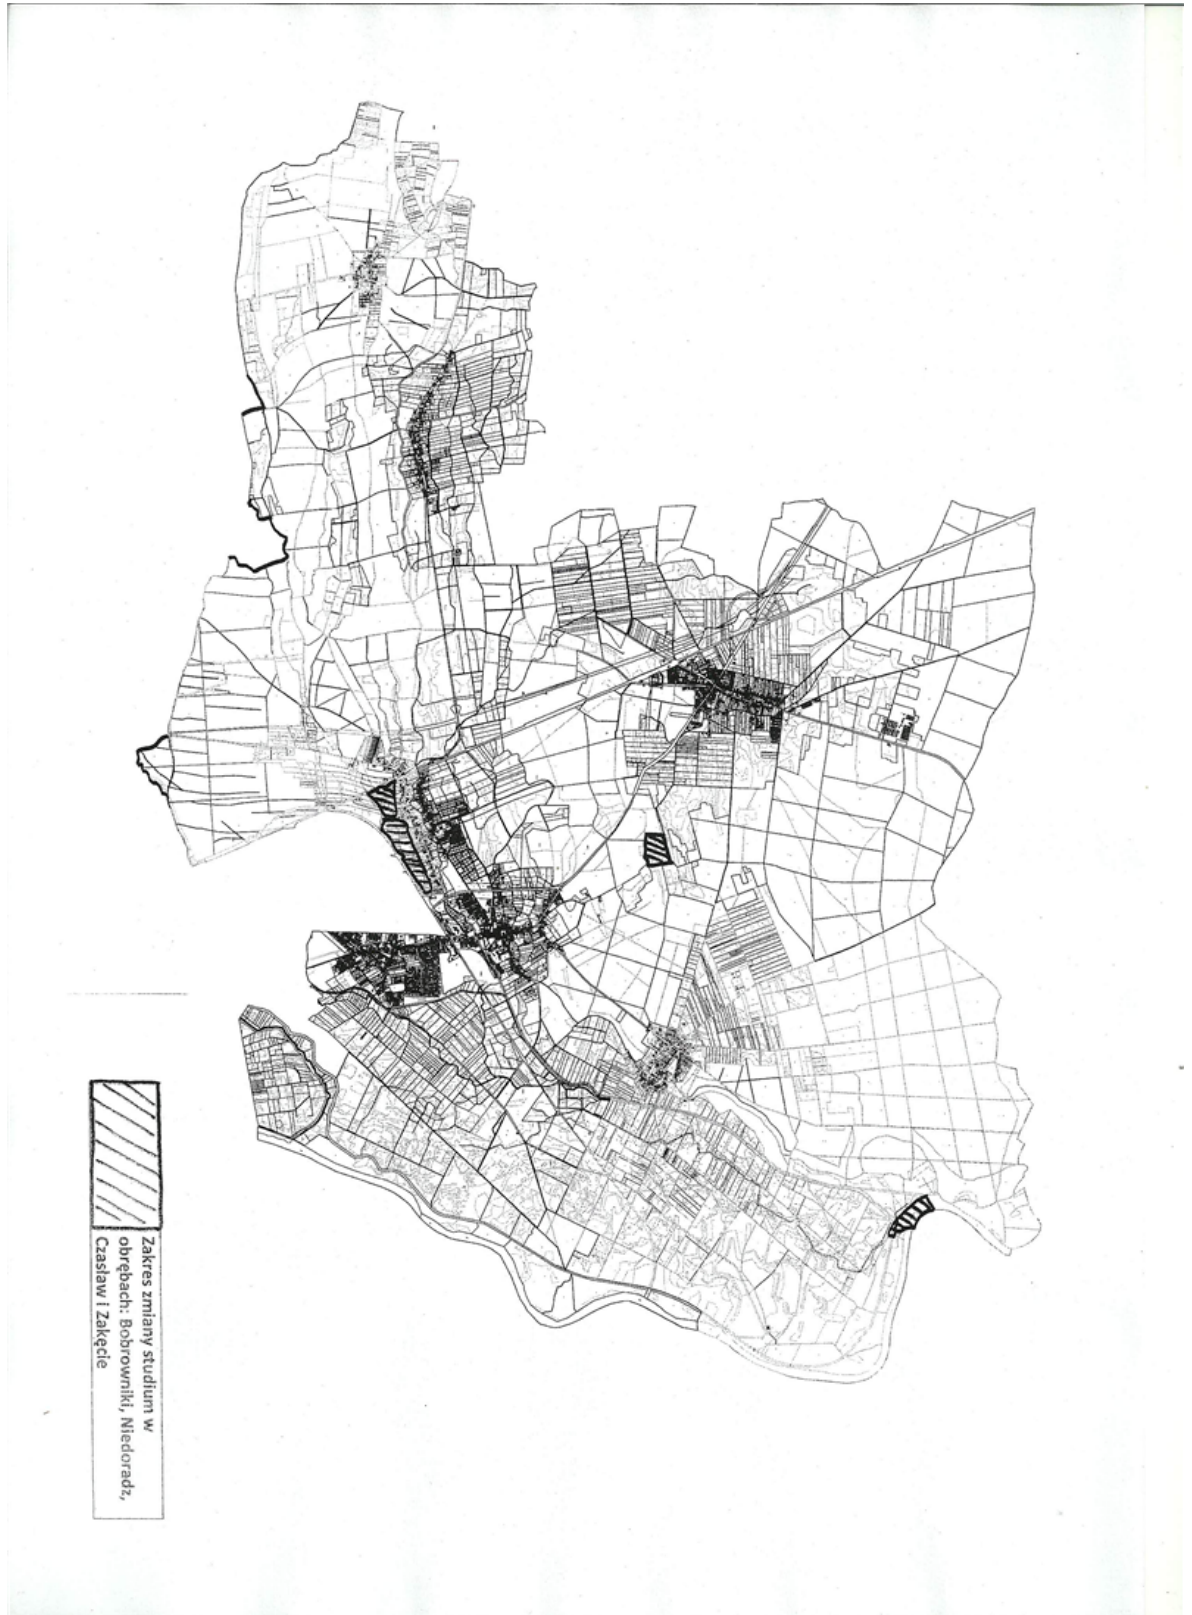 Zakres zmiany studium w
obrębach: Bobrowniki, Niedoradz,
Czasław i Zakęcie